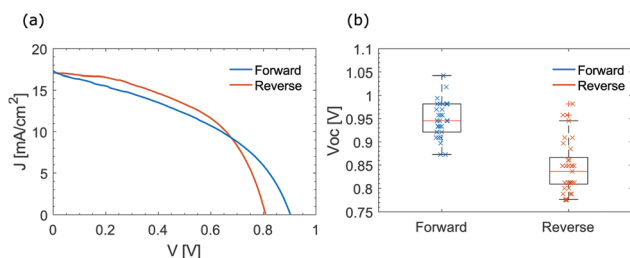 (a)
20
15
10
5
0
J [mA/cm²]
0
0.2
0.4
0.6
0.8
1
V [V]
Forward
Reverse
(b)
1.1
1.05
1
0.95
0.9
0.85
0.8
0.75
Voc [V]
Forward
Reverse
Forward
Reverse